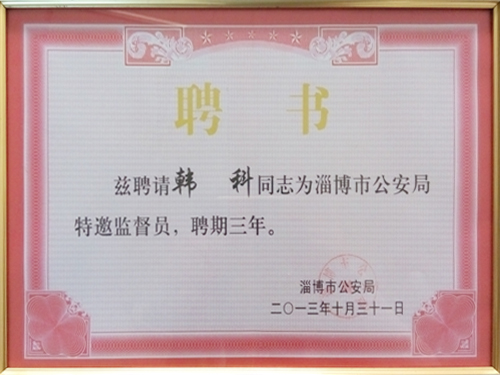 聘 书
兹聘请韩 科同志为淄博市公安局
特邀监督员，聘期三年。
淄博市公安局
二〇一三年十月三十一日